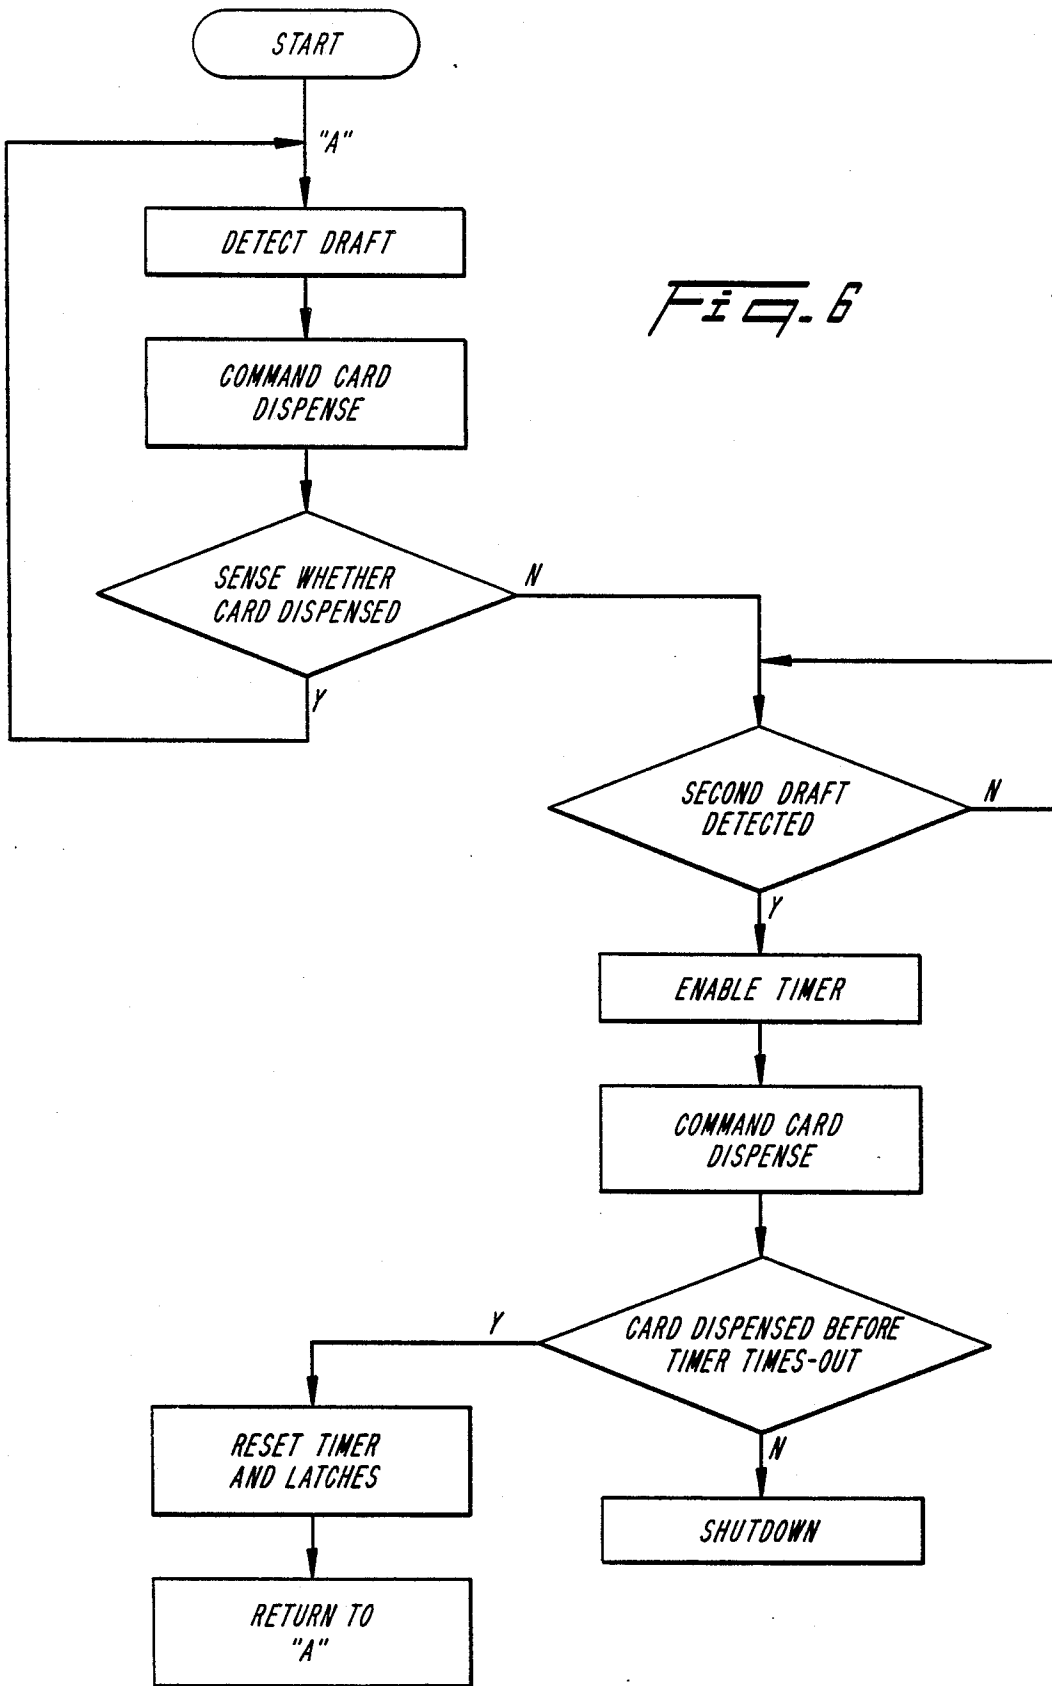 START
"A"
DETECT DRAFT
Fig. 6
COMMAND CARD
DISPENSE
SENSE WHETHER
CARD DISPENSED
N
Y
SECOND DRAFT
DETECTED
N
Y
ENABLE TIMER
COMMAND CARD
DISPENSE
CARD DISPENSED BEFORE
TIMER TIMES-OUT
Y
N
RESET TIMER
AND LATCHES
SHUTDOWN
RETURN TO
"A"